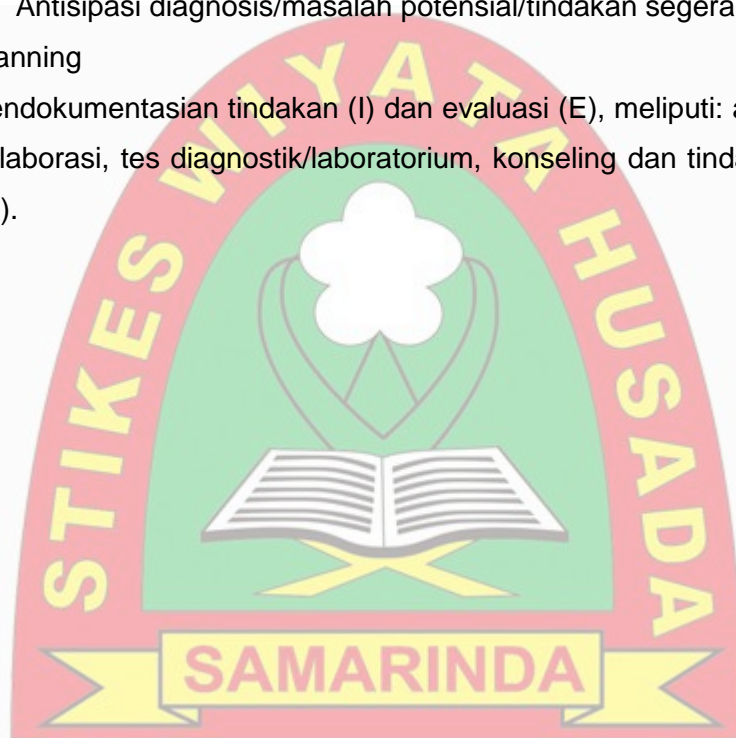 Antisipasi diagnosis/masalah potensial/tindakan segera
anning
endokumentasian tindakan (I) dan evaluasi (E), meliputi: a
laborasi, tes diagnostik/laboratorium, konseling dan tinda
).
STIKES WIYATA HUSADA
SAMARINDA